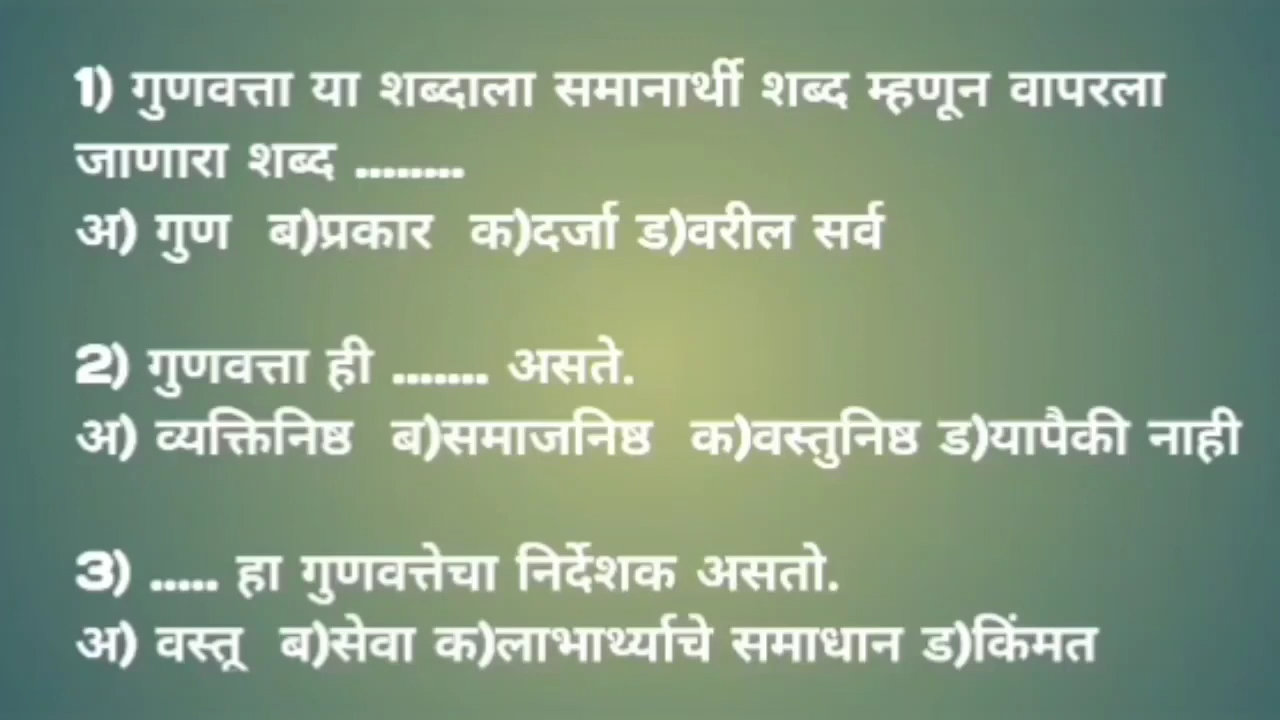 1) गुणवत्ता या शब्दाला समानार्थी शब्द म्हणून वापरला
जाणारा शब्द ........
अ) गुण ब)प्रकार क)दर्जा ड)वरील सर्व
2) गुणवत्ता ही ....... असते.
अ) व्यक्तिनिष्ठ ब)समाजनिष्ठ क)वस्तुनिष्ठ ड)यापैकी नाही
3) ..... हा गुणवत्तेचा निर्देशक असतो.
अ) वस्तू ब)सेवा क)लाभार्थ्याचे समाधान ड)किंमत